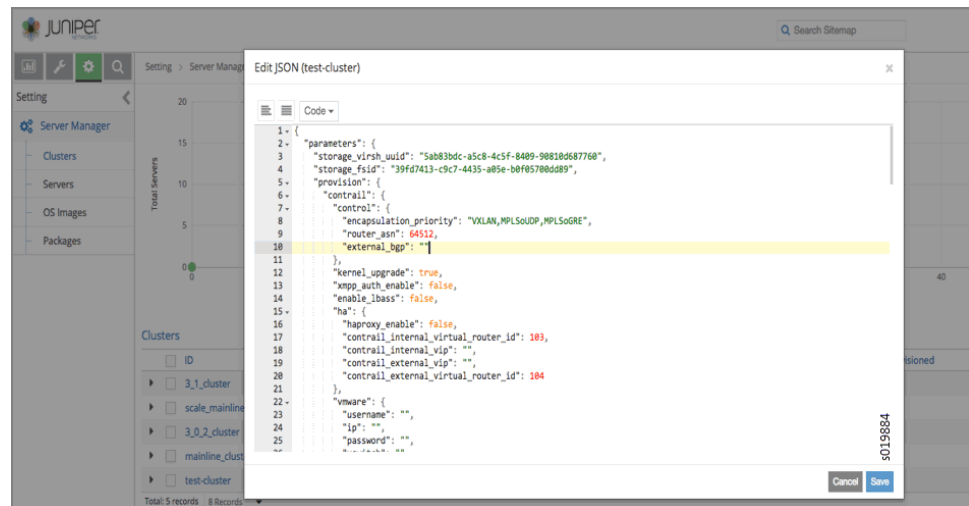 JUNIPER
NETWORKS
Search Sitemap
Setting > Server Manag
Edit JSON (test-cluster)
×
Setting
Server Manager
Clusters
Servers
OS Images
Packages
Total Servers
20
15
10
5
0
0
40
Code
1 {
2 "parameters": {
3 "storage_virsh_uuid": "5ab83bdc-a5c8-4c5f-8409-90810d687760",
4 "storage_fsid": "39fd7413-c9c7-4435-a05e-b0f05700dd89",
5 "provision": {
6 "contrail": {
7 "control": {
8 "encapsulation_priority": "VXLAN,MPLSoUDP,MPLSoGRE",
9 "router_asn": 64512,
10 "external_bgp": ""
11 },
12 "kernel_upgrade": true,
13 "xmpp_auth_enable": false,
14 "enable_lbass": false,
15 "ha": {
16 "haproxy_enable": false,
17 "contrail_internal_virtual_router_id": 103,
18 "contrail_internal_vip": "",
19 "contrail_external_vip": "",
20 "contrail_external_virtual_router_id": 104
21 },
22 "vmware": {
23 "username": "",
24 "ip": "",
25 "password": "",
Clusters
ID
isioned
3_1_cluster
scale_mainline
3_0_2_cluster
mainline_clust
test-cluster
Total: 5 records 8 Records
Cancel Save
s019884